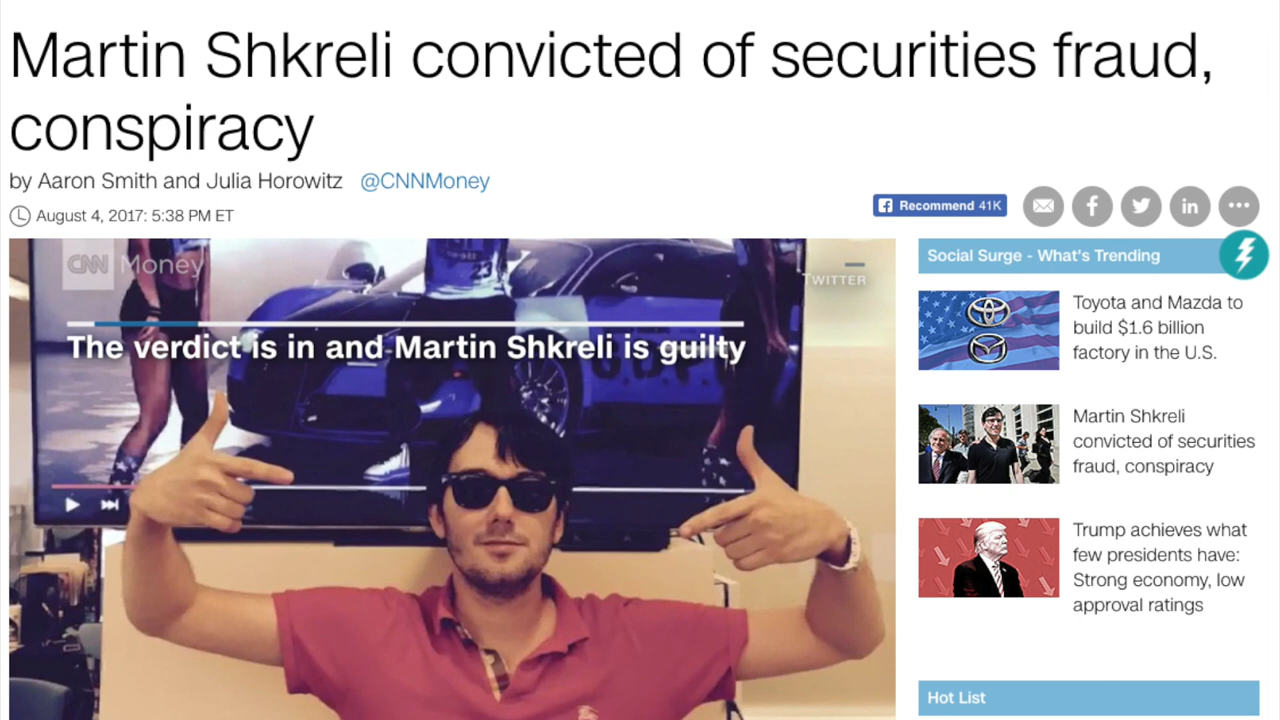 Martin Shkreli convicted of securities fraud,
conspiracy
by Aaron Smith and Julia Horowitz @CNNMoney
August 4, 2017: 5:38 PM ET
Recommend 41K
CNN Money
TWITTER
The verdict is in and Martin Shkreli is guilty
Social Surge - What's Trending
Toyota and Mazda to
build $1.6 billion
factory in the U.S.
Martin Shkreli
convicted of securities
fraud, conspiracy
Trump achieves what
few presidents have:
Strong economy, low
approval ratings
Hot List